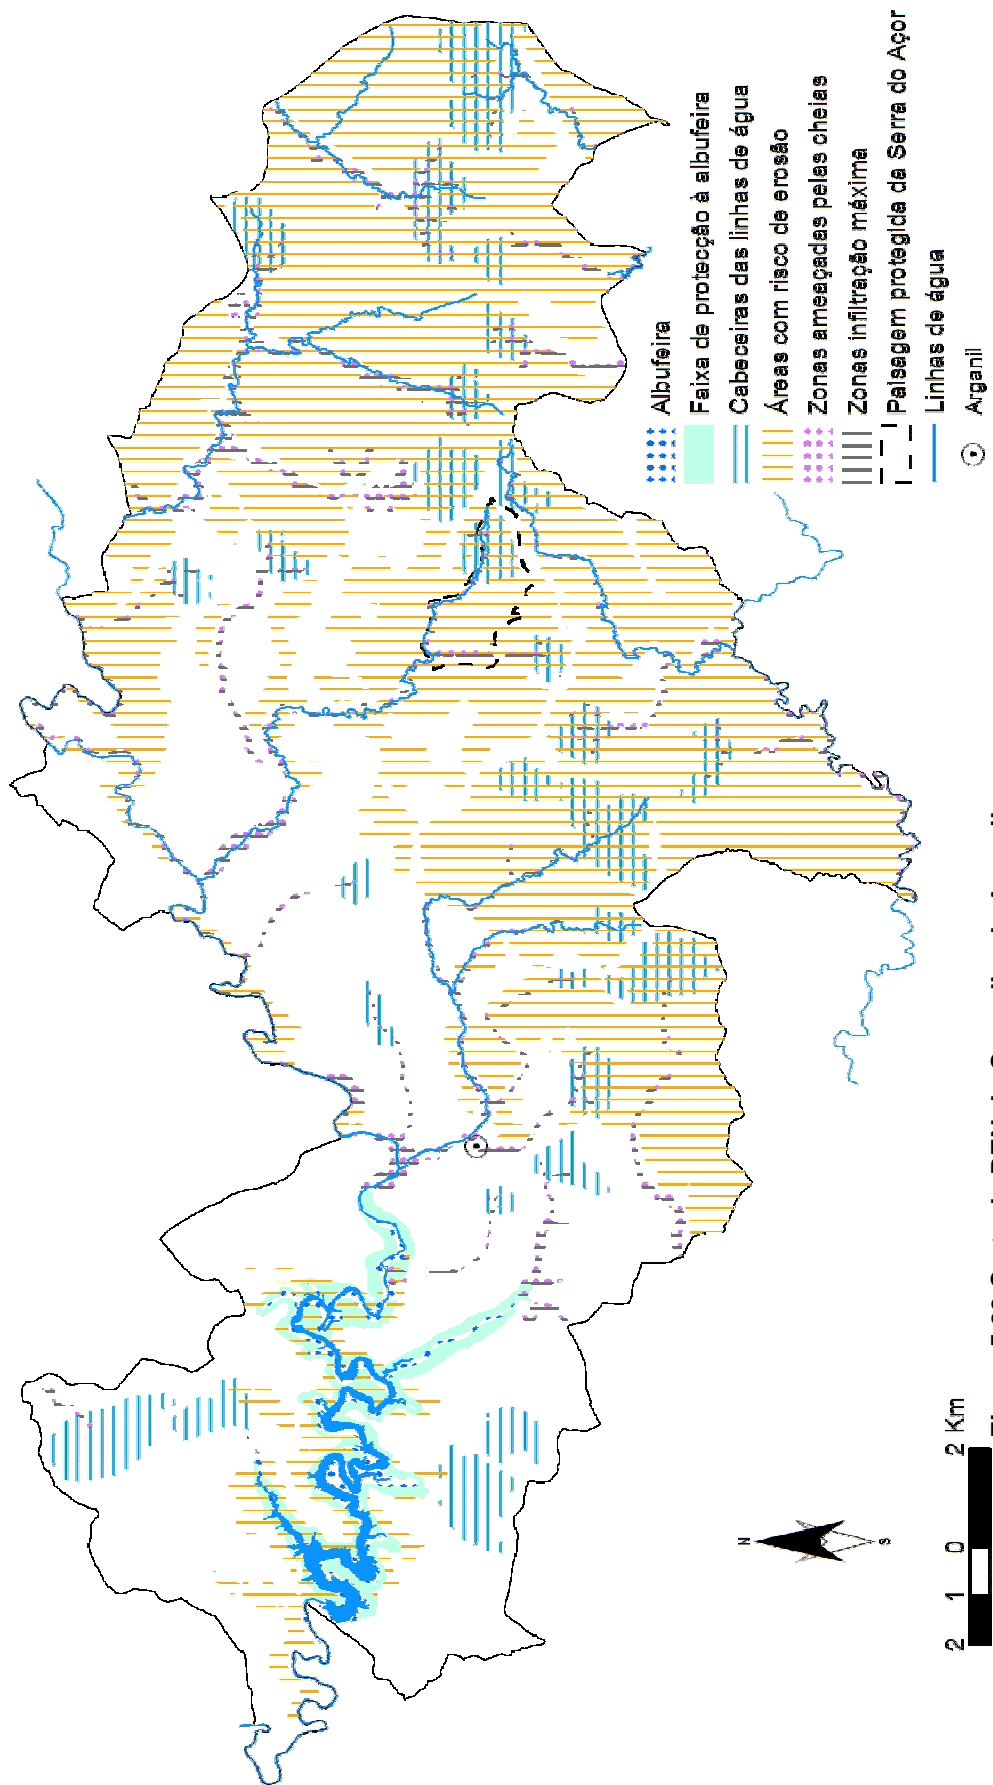 Albufeira
Faixa de protecção à albufeira
Cabeceiras das linhas de água
Áreas com risco de erosão
Zonas ameaçadas pelas cheias
Zonas infiltração máxima
Paisagem protegida da Serra do Açor
Linhas de água
Arganil
N
S
2 1 0 2 Km